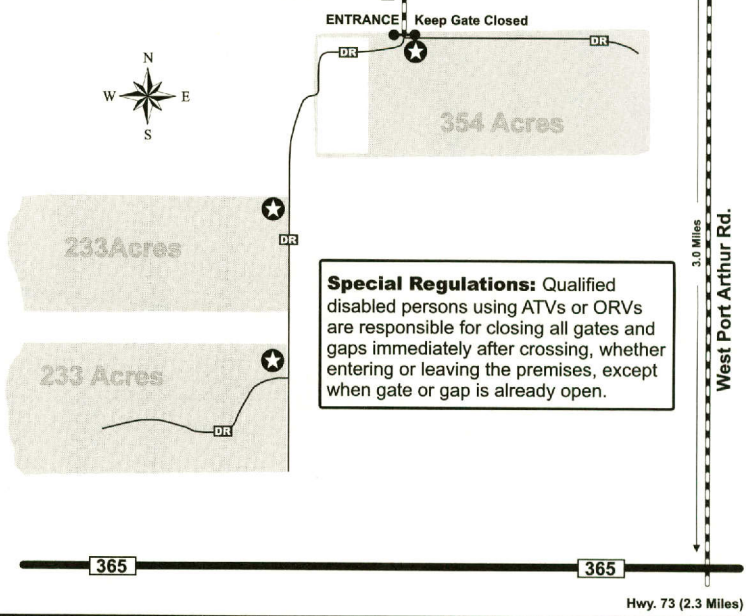 ENTRANCE Keep Gate Closed
DR
DR
N
W E
S
354 Acres
233Acres
DR
3.0 Miles
West Port Arthur Rd.
Special Regulations: Qualified
disabled persons using ATVs or ORVs
are responsible for closing all gates and
gaps immediately after crossing, whether
entering or leaving the premises, except
when gate or gap is already open.
233 Acres
DR
365
365
Hwy. 73 (2.3 Miles)